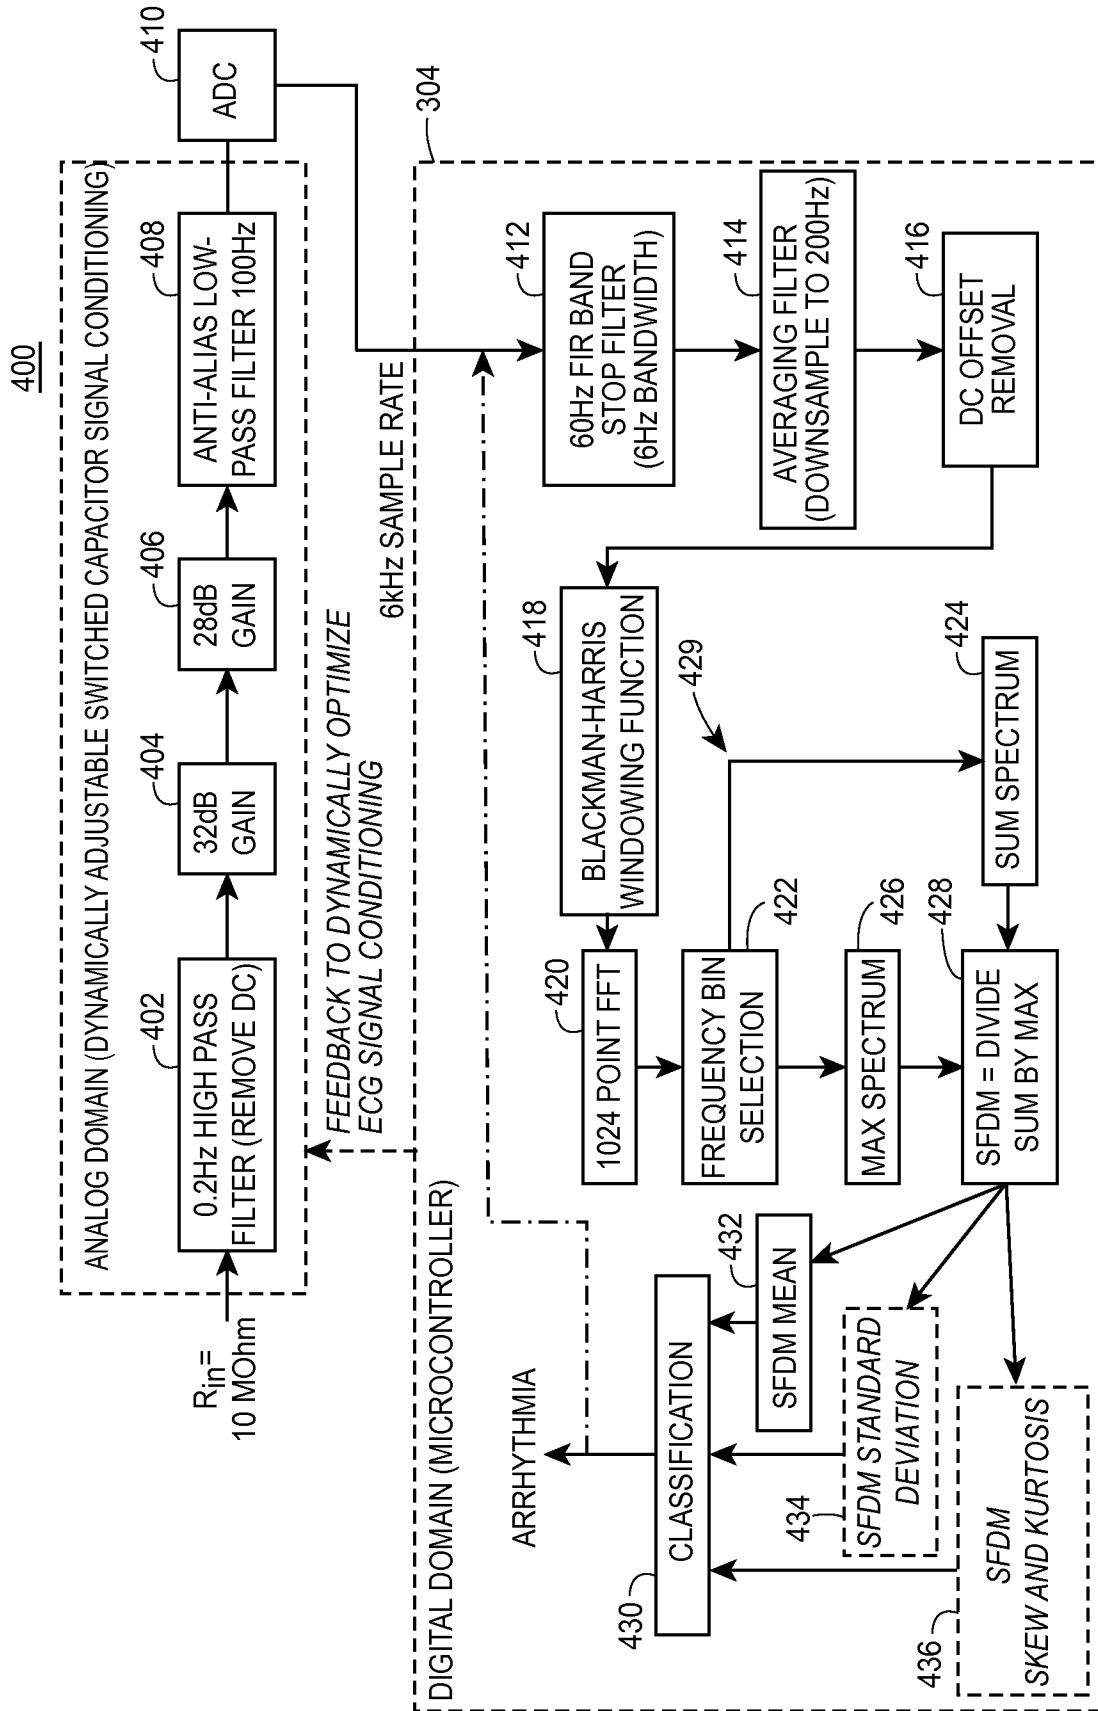 400
ANALOG DOMAIN (DYNAMICALLY ADJUSTABLE SWITCHED CAPACITOR SIGNAL CONDITIONING)
R_in=
10 MOhm
402
0.2Hz HIGH PASS
FILTER (REMOVE DC)
404
32dB
GAIN
406
28dB
GAIN
408
ANTI-ALIAS LOW-
PASS FILTER 100Hz
410
ADC
FEEDBACK TO DYNAMICALLY OPTIMIZE
ECG SIGNAL CONDITIONING
6kHz SAMPLE RATE
304
DIGITAL DOMAIN (MICROCONTROLLER)
412
60Hz FIR BAND
STOP FILTER
(6Hz BANDWIDTH)
414
AVERAGING FILTER
(DOWNSAMPLE TO 200Hz)
416
DC OFFSET
REMOVAL
418
BLACKMAN-HARRIS
WINDOWING FUNCTION
420
1024 POINT FFT
422
FREQUENCY BIN
SELECTION
429
424
SUM SPECTRUM
426
MAX SPECTRUM
428
SFDM = DIVIDE
SUM BY MAX
432
SFDM MEAN
434
SFDM STANDARD
DEVIATION
436
SFDM
SKEW AND KURTOSIS
430
CLASSIFICATION
ARRHYTHMIA